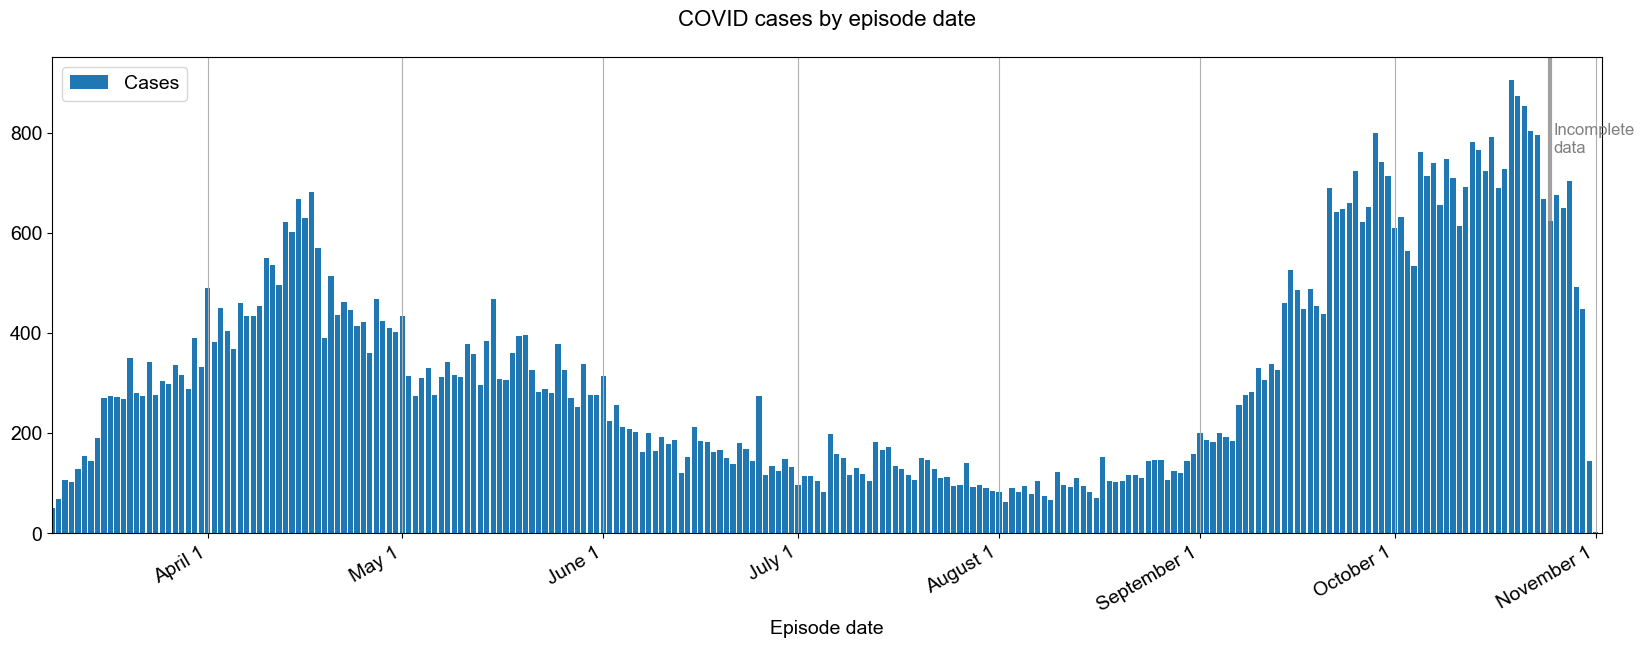 COVID cases by episode date
Cases
800
600
400
200
0
Incomplete
data
April 1
May 1
June 1
July 1
August 1
September 1
October 1
November 1
Episode date